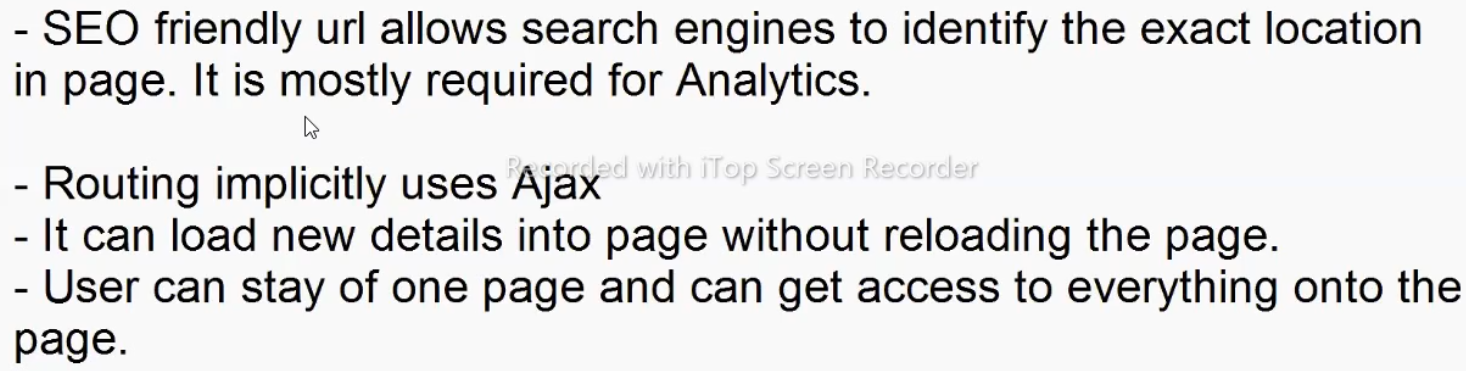 - SEO friendly url allows search engines to identify the exact location
in page. It is mostly required for Analytics.
Recorded with iTop Screen Recorder
- Routing implicitly uses Ajax
- It can load new details into page without reloading the page.
- User can stay of one page and can get access to everything onto the
page.